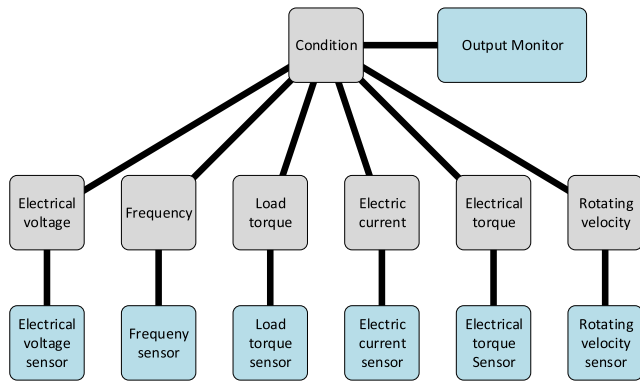 Condition
Output Monitor
Electrical
voltage
Frequency
Load
torque
Electric
current
Electrical
torque
Rotating
velocity
Electrical
voltage
sensor
Frequeny
sensor
Load
torque
sensor
Electric
current
sensor
Electrical
torque
Sensor
Rotating
velocity
sensor